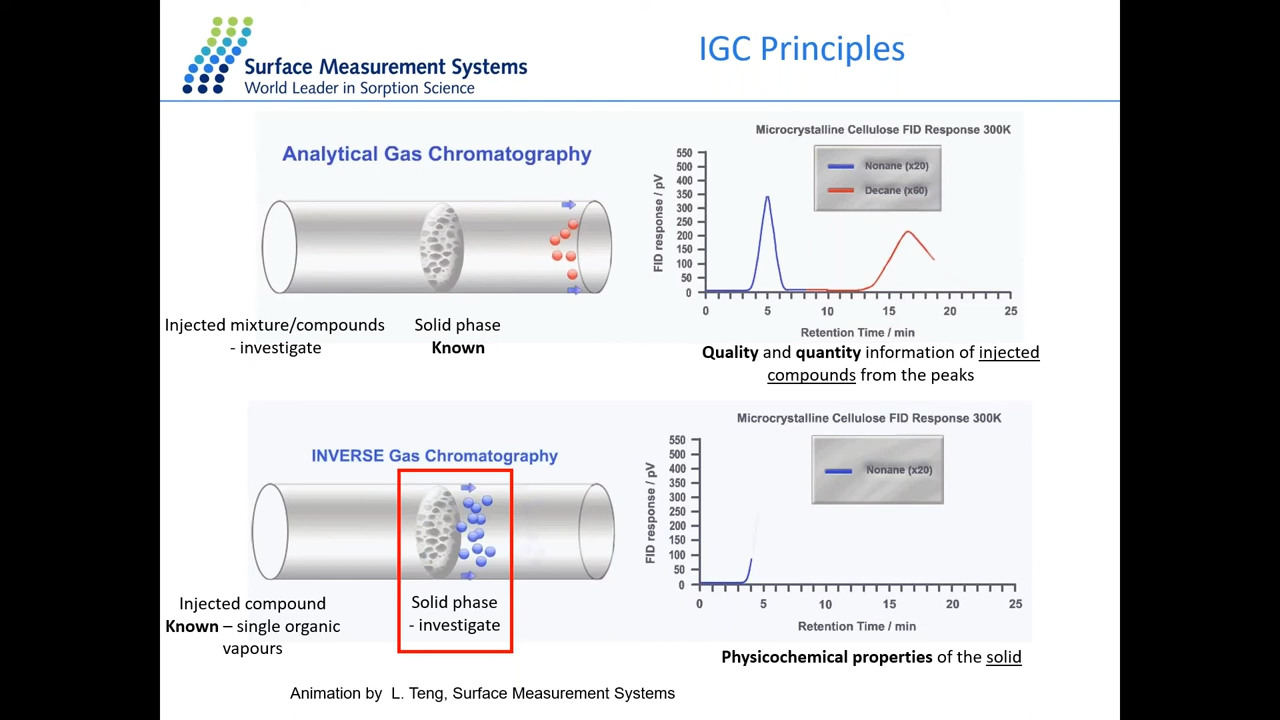 Surface Measurement Systems
World Leader in Sorption Science
IGC Principles
Analytical Gas Chromatography
Injected mixture/compounds
- investigate
Solid phase
Known
Microcrystalline Cellulose FID Response 300K
Nonane (x20)
Decane (x60)
FID response / pV
550
500
450
400
350
300
250
200
150
100
50
0
0 5 10 15 20 25
Retention Time / min
Quality and quantity information of injected
compounds from the peaks
INVERSE Gas Chromatography
Injected compound
Known – single organic
vapours
Solid phase
- investigate
Microcrystalline Cellulose FID Response 300K
Nonane (x20)
FID response / pV
550
500
450
400
350
300
250
200
150
100
50
0
0 5 10 15 20 25
Retention Time / min
Physicochemical properties of the solid
Animation by L. Teng, Surface Measurement Systems